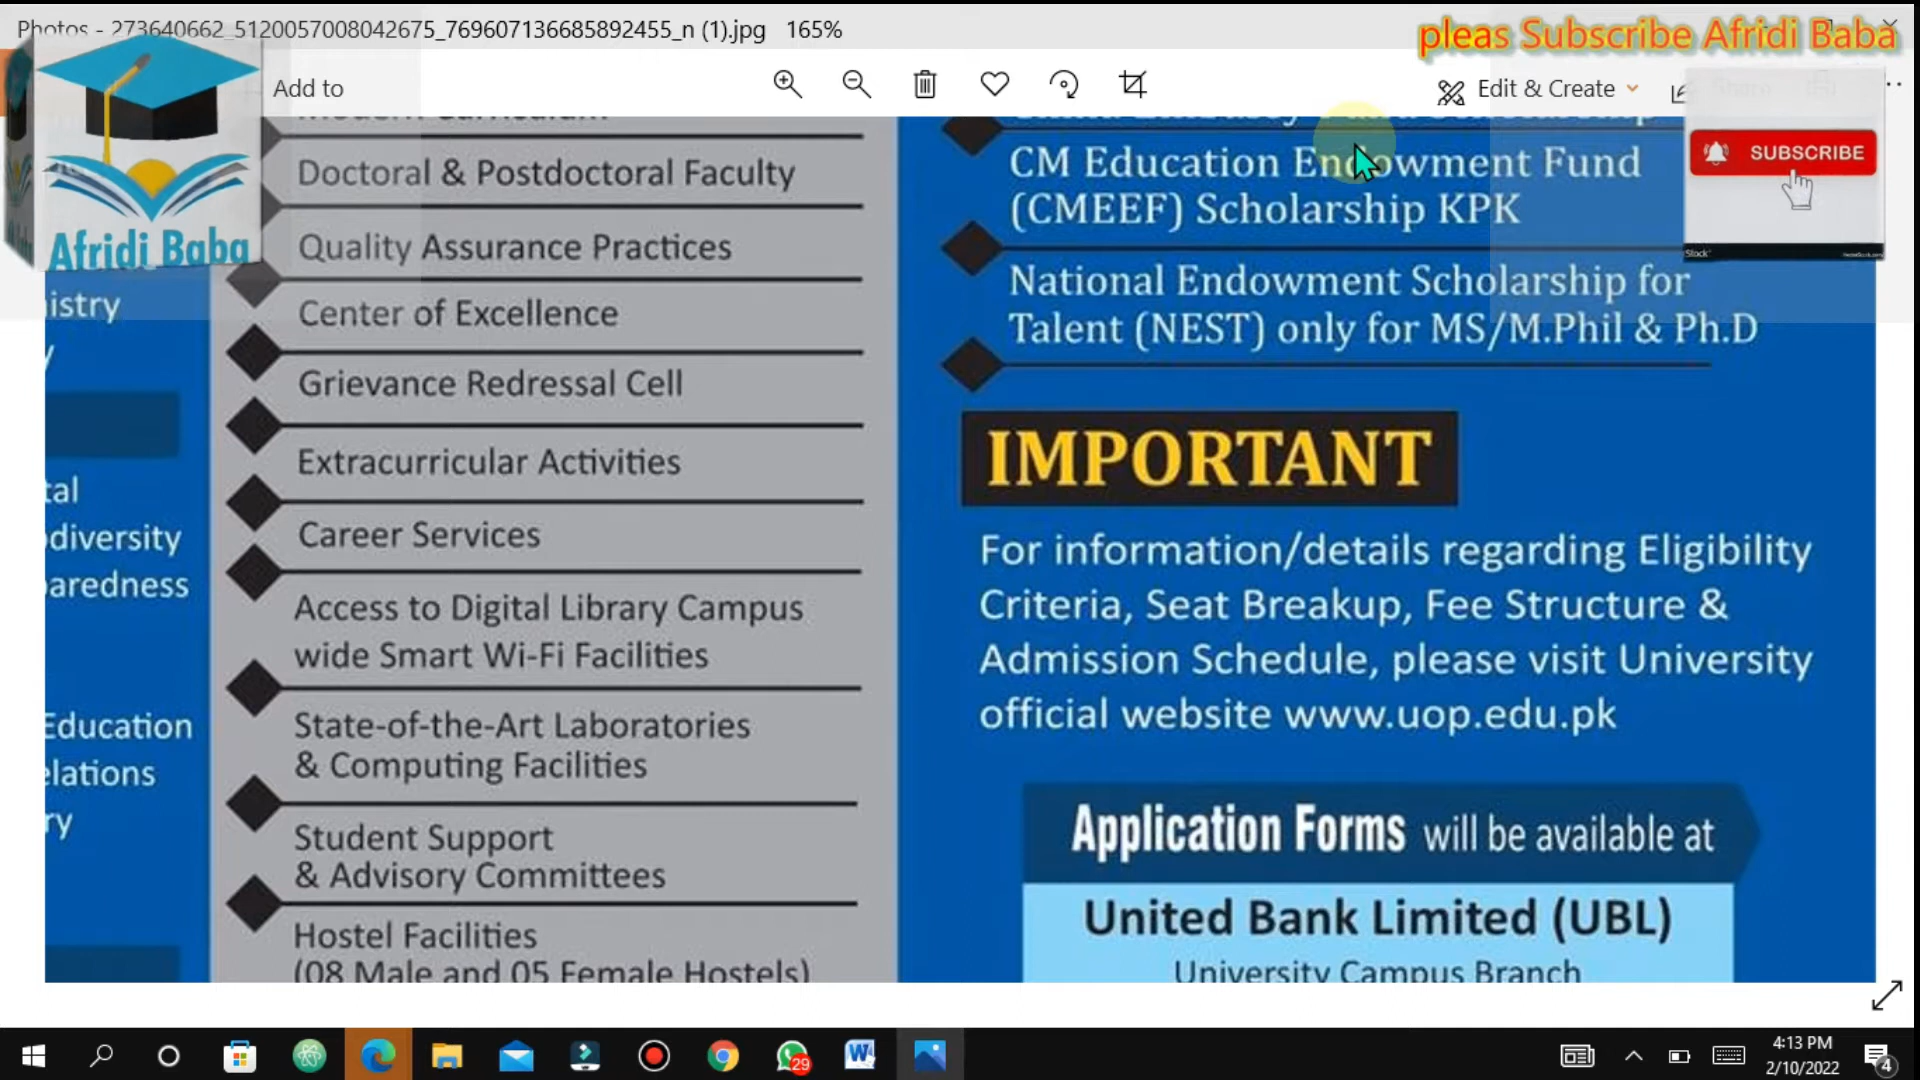 Photos - 273640662_5120057008042675_769607136685892455_n (1).jpg 165%
pleas Subscribe Afridi Baba
Add to
Edit & Create
SUBSCRIBE
iStock
Afridi Baba
istry
y
tal
diversity
aredness
Education
elations
ry
Modern Curriculum
Doctoral & Postdoctoral Faculty
Quality Assurance Practices
Center of Excellence
Grievance Redressal Cell
Extracurricular Activities
Career Services
Access to Digital Library Campus
wide Smart Wi-Fi Facilities
State-of-the-Art Laboratories
& Computing Facilities
Student Support
& Advisory Committees
Hostel Facilities
(08 Male and 05 Female Hostels)
CM Education Endowment Fund
(CMEEF) Scholarship KPK
National Endowment Scholarship for
Talent (NEST) only for MS/M.Phil & Ph.D
IMPORTANT
For information/details regarding Eligibility
Criteria, Seat Breakup, Fee Structure &
Admission Schedule, please visit University
official website www.uop.edu.pk
Application Forms will be available at
United Bank Limited (UBL)
University Campus Branch
29
W
4:13 PM
2/10/2022
4